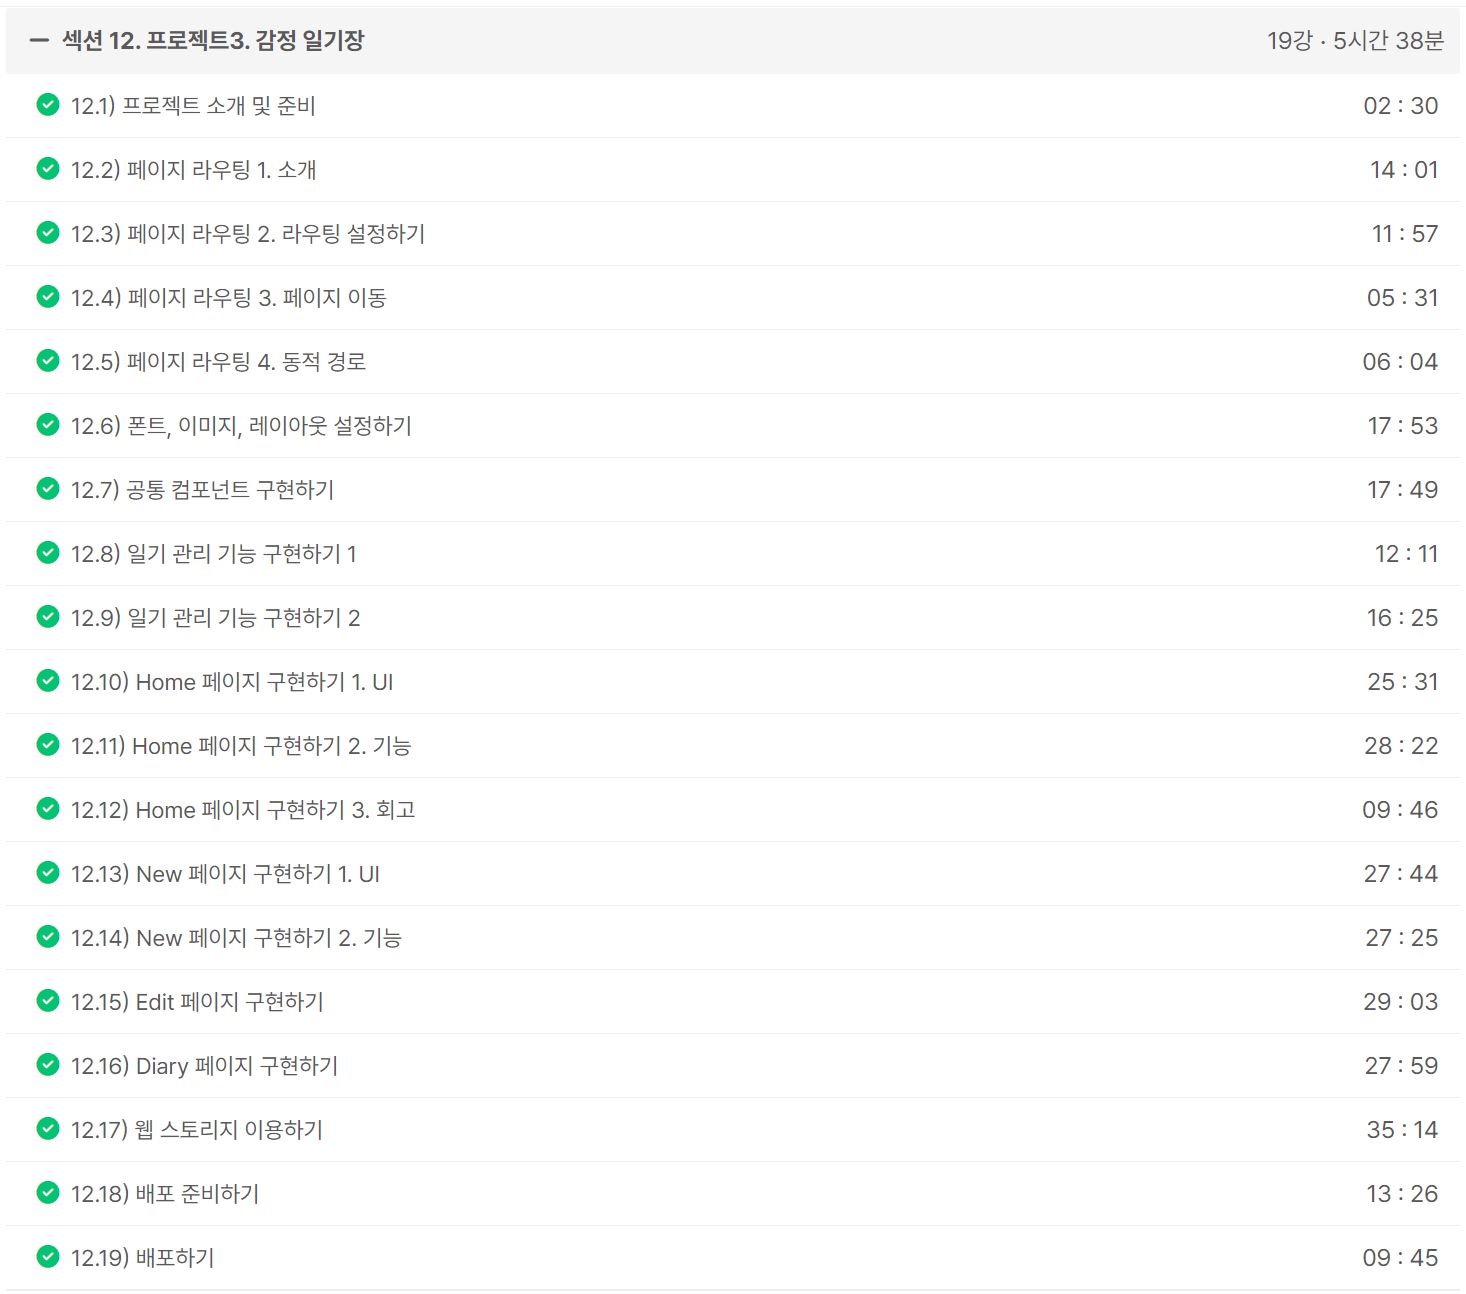 섹션 12. 프로젝트3. 감정 일기장 19강 · 5시간 38분
12.1) 프로젝트 소개 및 준비 02 : 30
12.2) 페이지 라우팅 1. 소개 14 : 01
12.3) 페이지 라우팅 2. 라우팅 설정하기 11 : 57
12.4) 페이지 라우팅 3. 페이지 이동 05 : 31
12.5) 페이지 라우팅 4. 동적 경로 06 : 04
12.6) 폰트, 이미지, 레이아웃 설정하기 17 : 53
12.7) 공통 컴포넌트 구현하기 17 : 49
12.8) 일기 관리 기능 구현하기 1 12 : 11
12.9) 일기 관리 기능 구현하기 2 16 : 25
12.10) Home 페이지 구현하기 1. UI 25 : 31
12.11) Home 페이지 구현하기 2. 기능 28 : 22
12.12) Home 페이지 구현하기 3. 회고 09 : 46
12.13) New 페이지 구현하기 1. UI 27 : 44
12.14) New 페이지 구현하기 2. 기능 27 : 25
12.15) Edit 페이지 구현하기 29 : 03
12.16) Diary 페이지 구현하기 27 : 59
12.17) 웹 스토리지 이용하기 35 : 14
12.18) 배포 준비하기 13 : 26
12.19) 배포하기 09 : 45